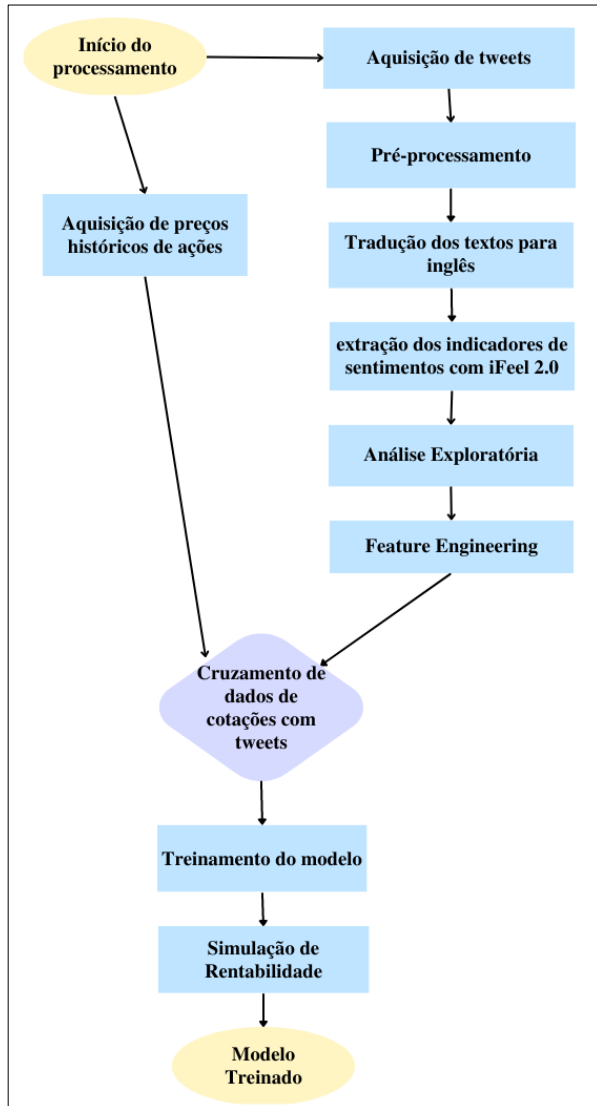 Início do
processamento
Aquisição de tweets
Pré-processamento
Aquisição de preços
históricos de ações
Tradução dos textos para
inglês
extração dos indicadores de
sentimentos com iFeel 2.0
Análise Exploratória
Feature Engineering
Cruzamento de
dados de
cotações com
tweets
Treinamento do modelo
Simulação de
Rentabilidade
Modelo
Treinado